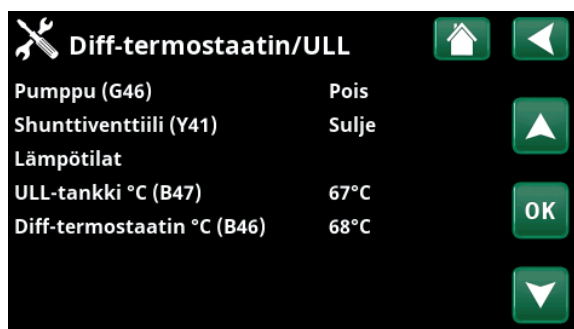 Diff-termostaatin/ULL
Pumppu (G46) Pois
Shunttiventtiili (Y41) Sulje
Lämpötilat
ULL-tankki °C (B47) 67°C
Diff-termostaatin °C (B46) 68°C
OK